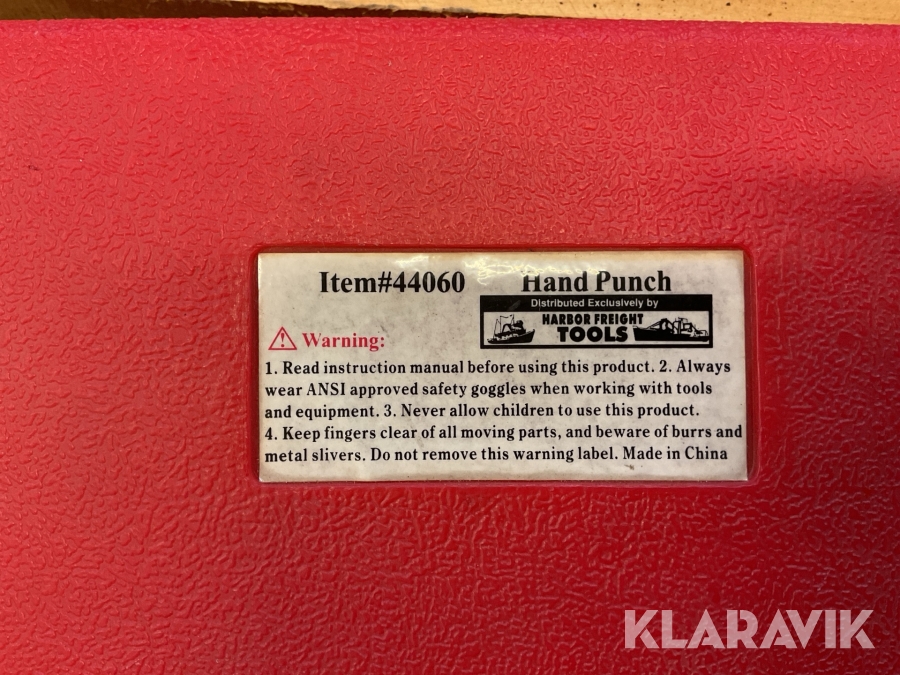 Item#44060 Hand Punch
Distributed Exclusively by
HARBOR FREIGHT
TOOLS
Warning:
1. Read instruction manual before using this product. 2. Always
wear ANSI approved safety goggles when working with tools
and equipment. 3. Never allow children to use this product.
4. Keep fingers clear of all moving parts, and beware of burrs and
metal slivers. Do not remove this warning label. Made in China
KLARAVIK